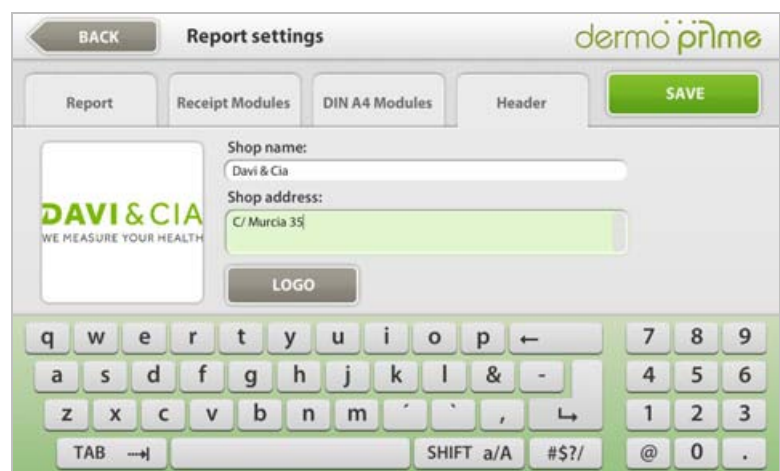 BACK Report settings dermo prime
Report Receipt Modules DIN A4 Modules Header SAVE
Shop name:
Davi & Cia
Shop address:
C/ Murcia 35
DAVI & CIA
WE MEASURE YOUR HEALTH
LOGO
q w e r t y u i o p ← 7 8 9
a s d f g h j k l & - 4 5 6
z x c v b n m ´ ` , 1 2 3
TAB SHIFT a/A #$?/ @ 0 .